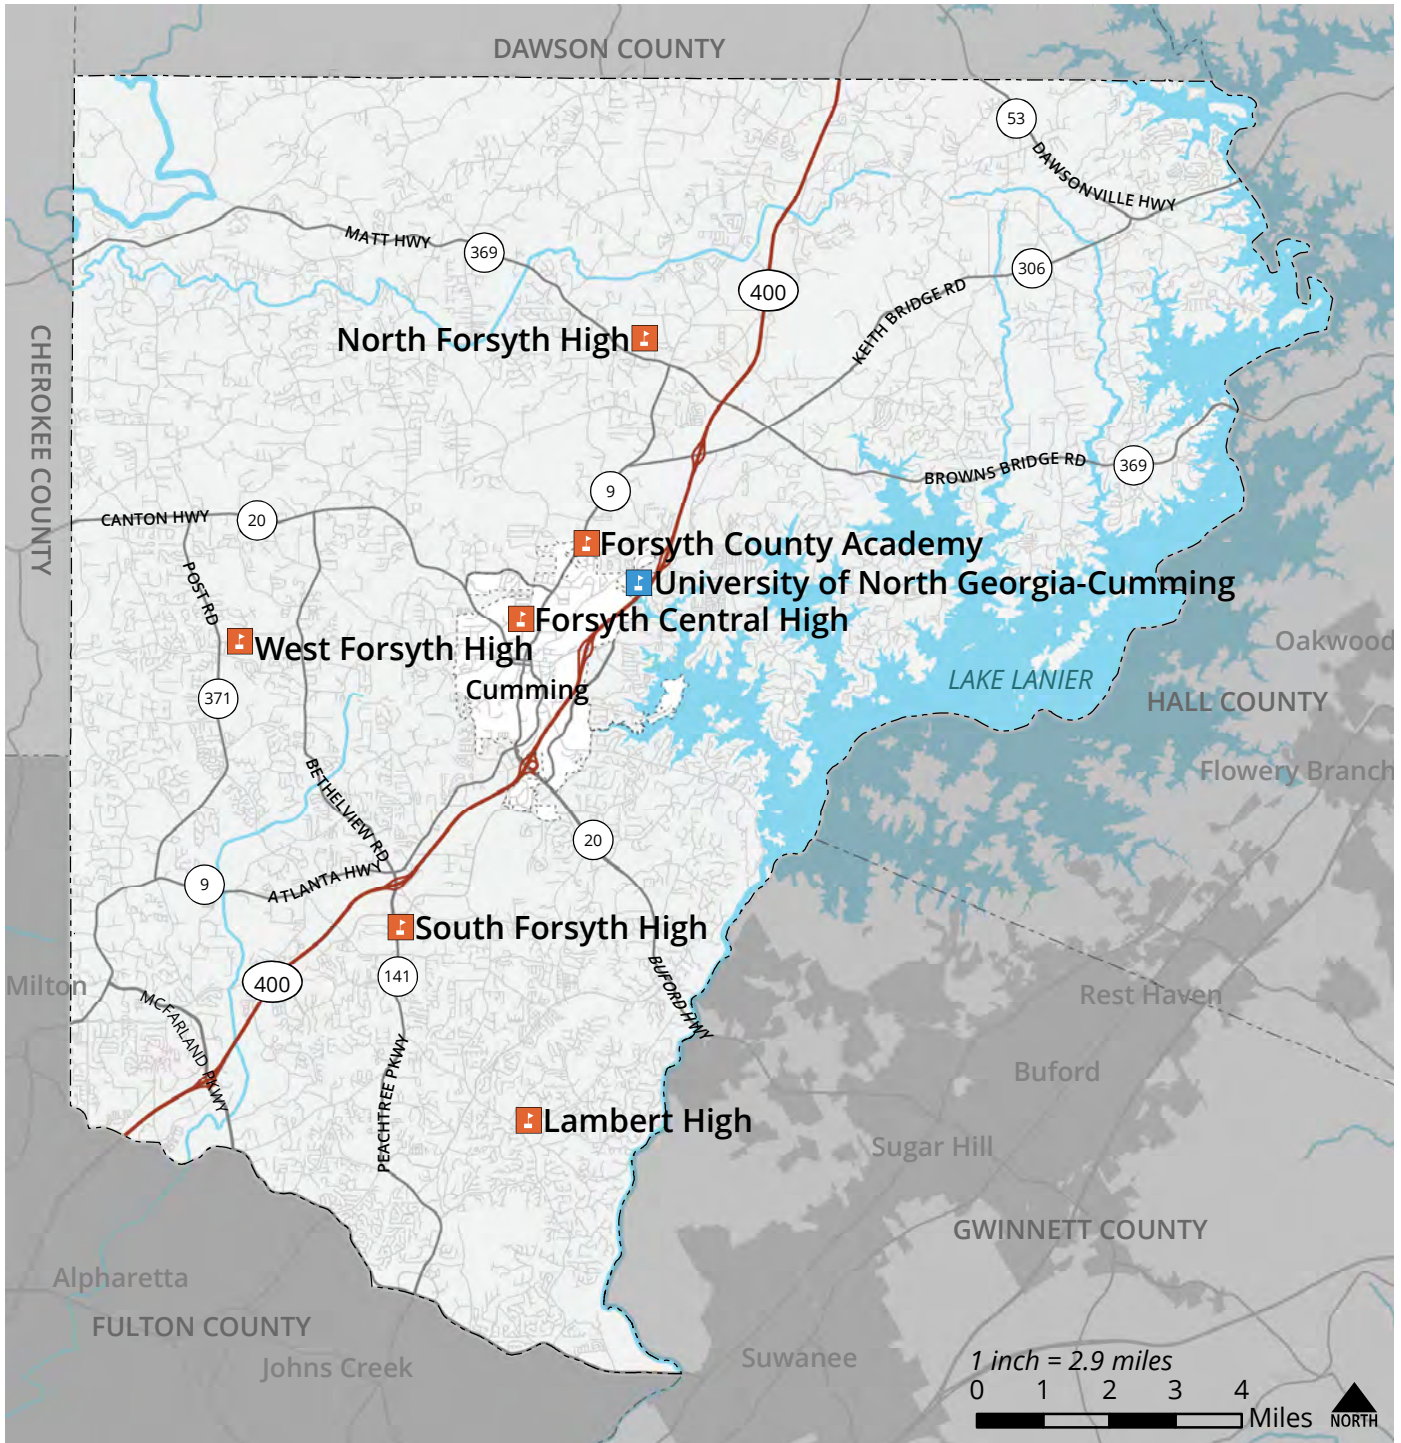 DAWSON COUNTY
53
DAWSONVILLE HWY
MATT HWY
369
306
400
KEITH BRIDGE RD
North Forsyth High
CHEROKEE COUNTY
BROWNS BRIDGE RD
369
9
CANTON HWY
20
Forsyth County Academy
University of North Georgia-Cumming
POST RD
Forsyth Central High
West Forsyth High
Oakwood
Cumming
LAKE LANIER
371
HALL COUNTY
Flowery Branch
BETHELVIEW RD
20
9
ATLANTA HWY
South Forsyth High
400
141
BUFORD HWY
Milton
MCFARLAND PKWY
Rest Haven
Buford
PEACHTREE PKWY
Lambert High
Sugar Hill
GWINNETT COUNTY
Alpharetta
FULTON COUNTY
Johns Creek
Suwanee
1 inch = 2.9 miles
0 1 2 3 4
Miles
NORTH